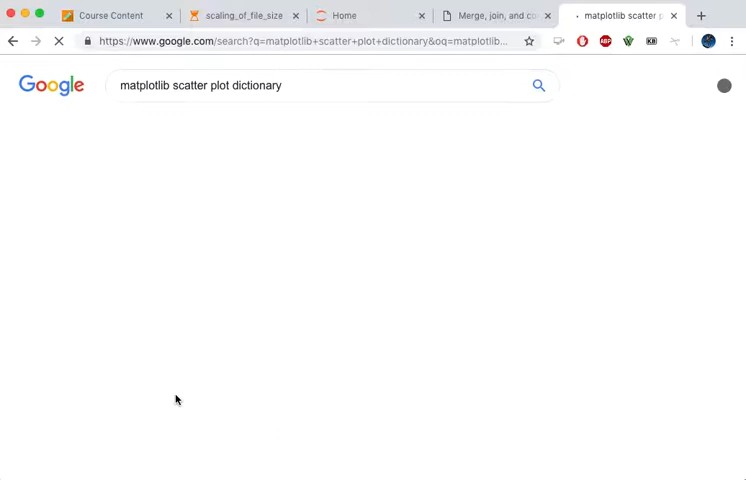 Course Content
scaling_of_file_size
Home
Merge, join, and co
matplotlib scatter p
https://www.google.com/search?q=matplotlib+scatter+plot+dictionary&oq=matplotlib...
ABP
Google
matplotlib scatter plot dictionary